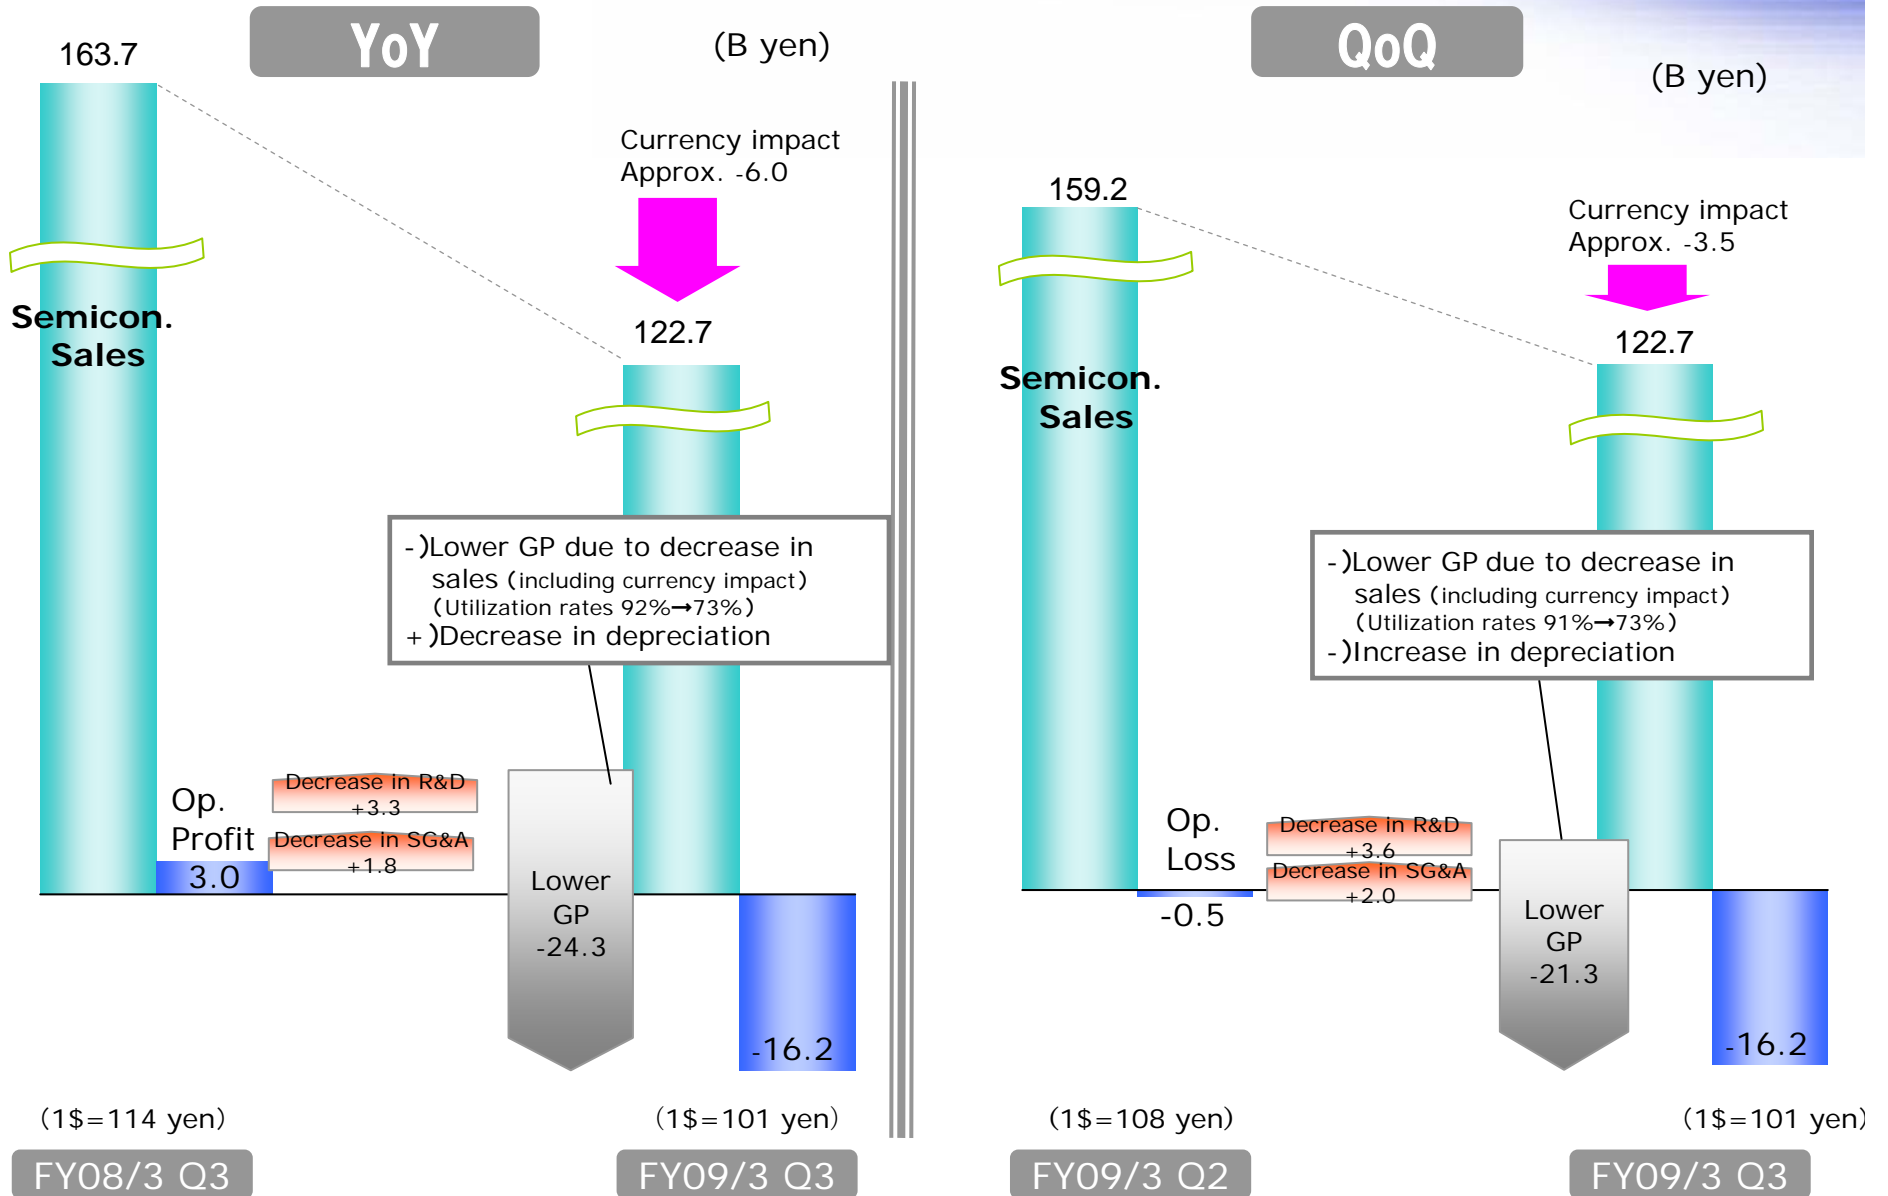 YoY
(B yen)
163.7
Currency impact
Approx. -6.0
122.7
Semicon.
Sales
-)Lower GP due to decrease in
sales (including currency impact)
(Utilization rates 92%→73%)
+)Decrease in depreciation
Op.
Profit
3.0
Decrease in R&D
+3.3
Decrease in SG&A
+1.8
Lower
GP
-24.3
-16.2
(1$=114 yen)
(1$=101 yen)
FY08/3 Q3
FY09/3 Q3
QoQ
(B yen)
159.2
Currency impact
Approx. -3.5
122.7
Semicon.
Sales
-)Lower GP due to decrease in
sales (including currency impact)
(Utilization rates 91%→73%)
-)Increase in depreciation
Op.
Loss
-0.5
Decrease in R&D
+3.6
Decrease in SG&A
+2.0
Lower
GP
-21.3
-16.2
(1$=108 yen)
(1$=101 yen)
FY09/3 Q2
FY09/3 Q3